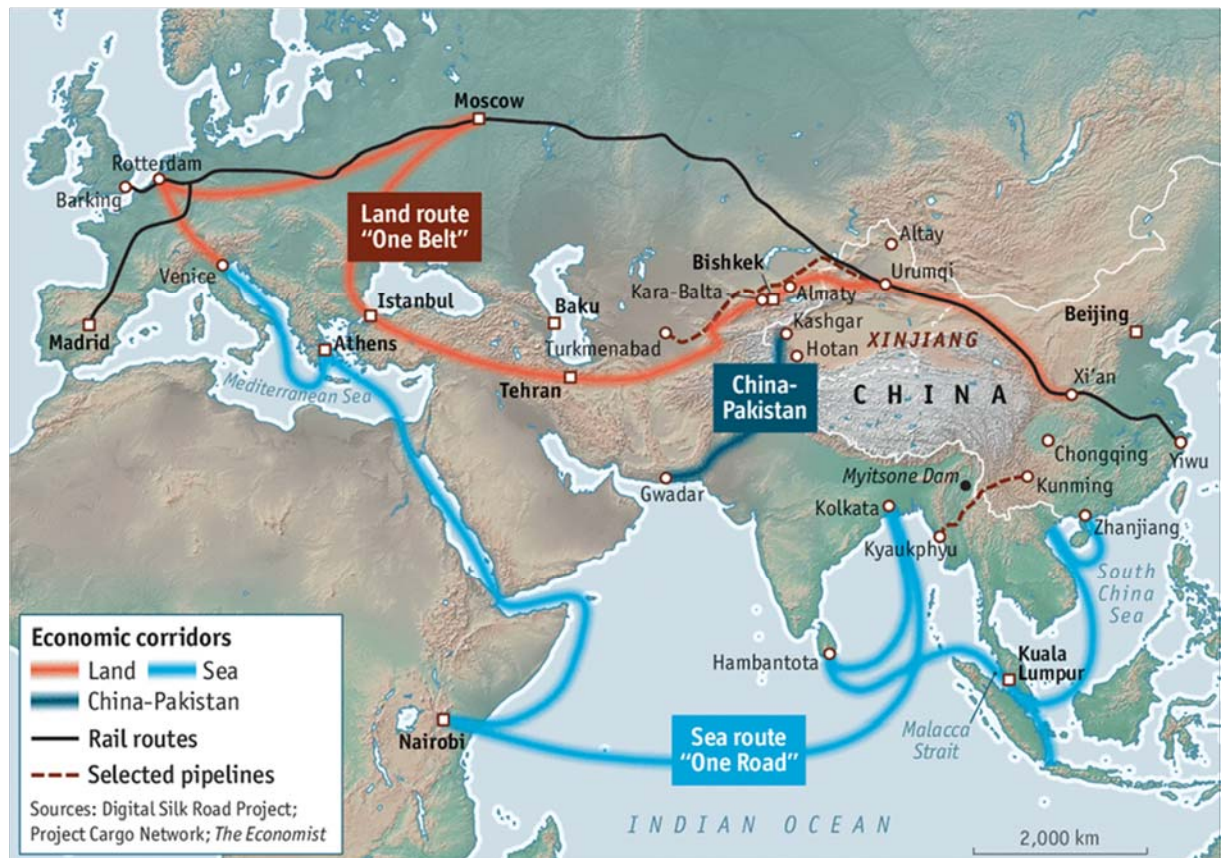 Moscow
Rotterdam
Barking
Land route
"One Belt"
Altay
Bishkek
Urumqi
Venice
Kara-Balta
Almaty
Istanbul
Baku
Kashgar
Beijing
Madrid
Athens
Turkmenabad
Hotan
XINJIANG
Mediterranean Sea
Tehran
China-
Pakistan
CHINA
Xi'an
Chongqing
Yiwu
Myitsone Dam
Gwadar
Kunming
Kolkata
Zhanjiang
Kyaukphyu
South
China
Sea
Economic corridors
Land
Sea
China-Pakistan
Rail routes
Selected pipelines
Sources: Digital Silk Road Project;
Project Cargo Network; The Economist
Hambantota
Kuala
Lumpur
Nairobi
Sea route
"One Road"
Malacca
Strait
INDIAN OCEAN
2,000 km